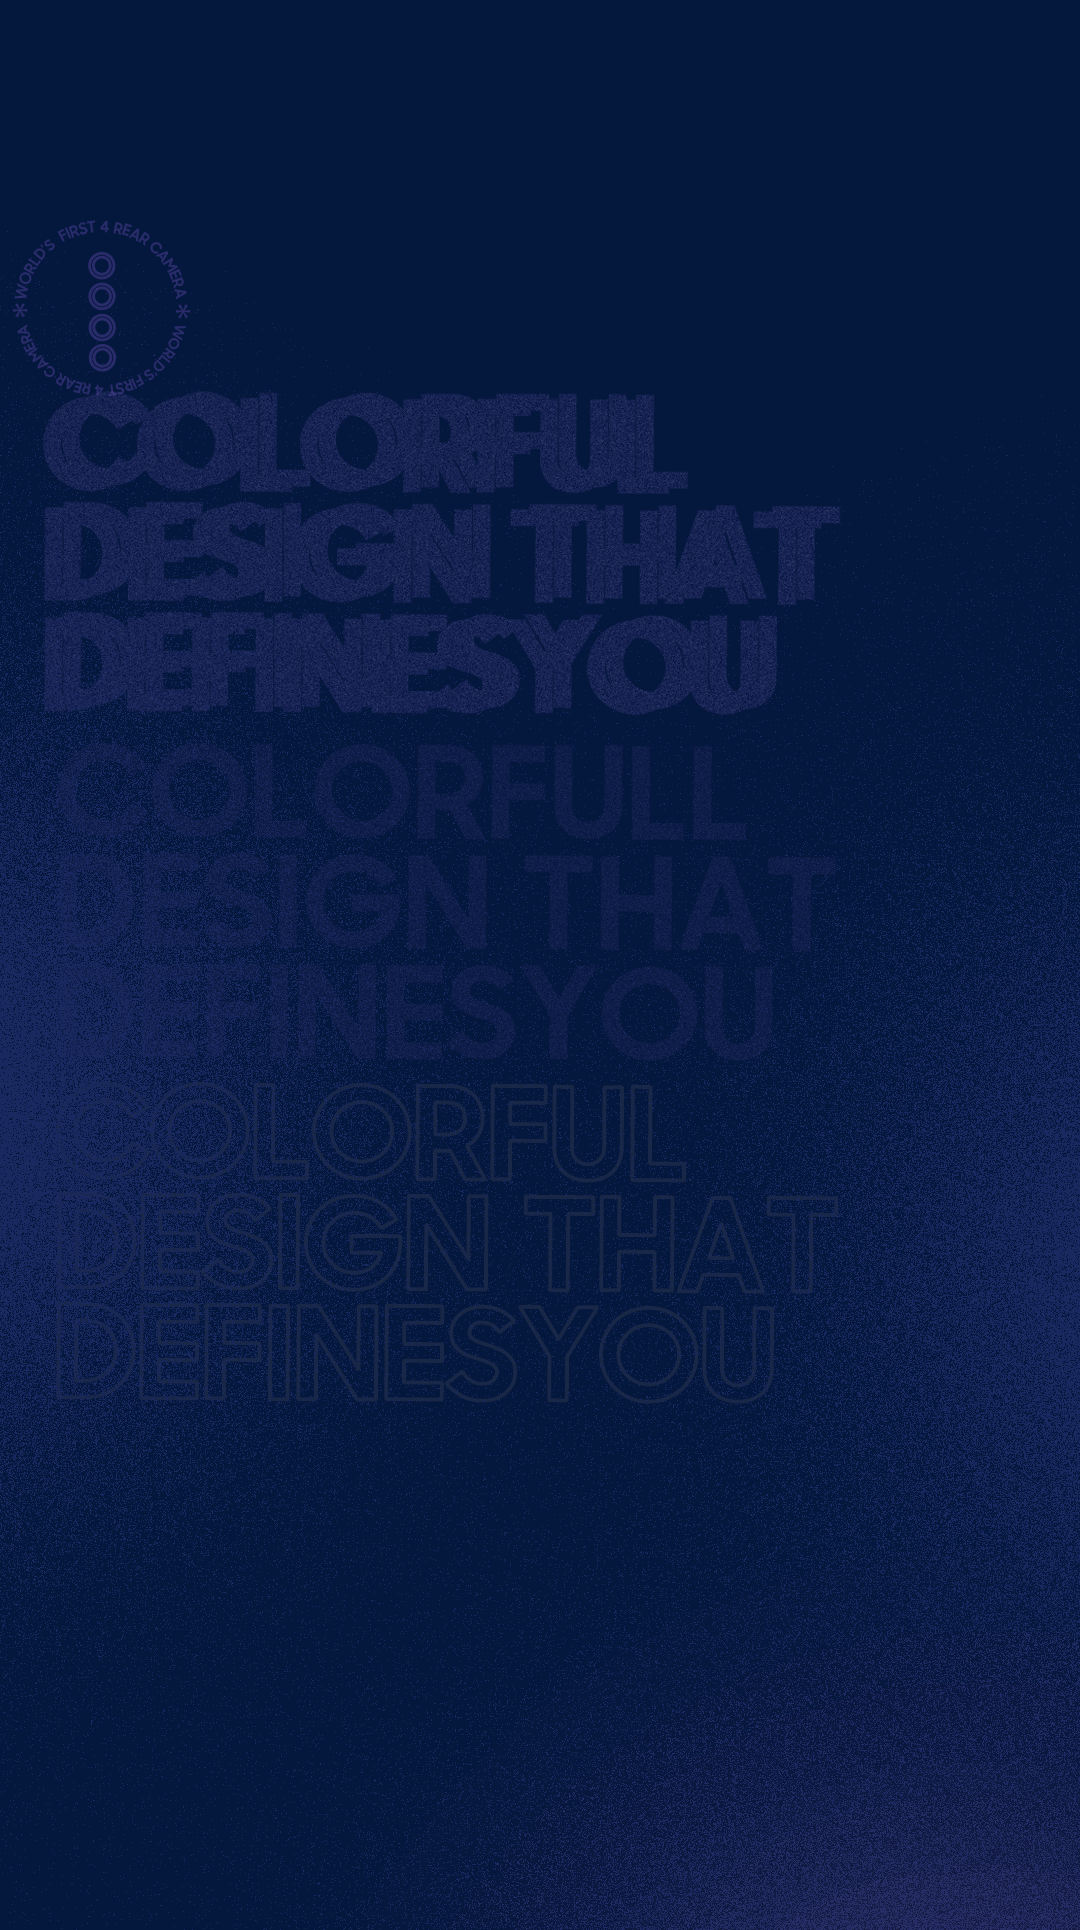 WORLD'S FIRST 4 REAR CAMERA * WORLD'S FIRST 4 REAR CAMERA *
COLORFUL
DESIGN THAT
DEFINESYOU
COLORFULL
DESIGN THAT
DEFINESYOU
COLORFUL
DESIGN THAT
DEFINESYOU